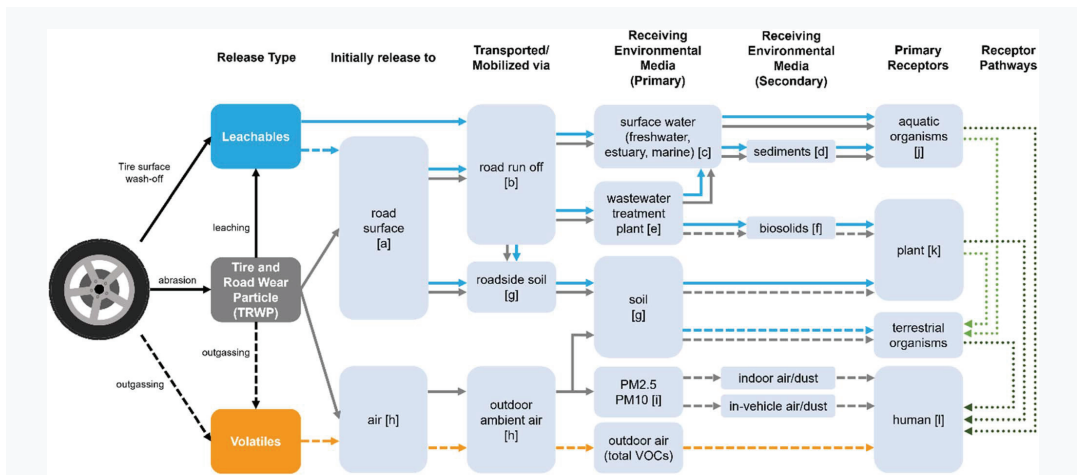 Release Type
Initially release to
Transported/
Mobilized via
Receiving
Environmental
Media
(Primary)
Receiving
Environmental
Media
(Secondary)
Primary
Receptors
Receptor
Pathways
Leachables
Tire surface
wash-off
leaching
abrasion
Tire and
Road Wear
Particle
(TRWP)
outgassing
outgassing
Volatiles
road
surface
[a]
air [h]
road run off
[b]
roadside soil
[g]
outdoor
ambient air
[h]
surface water
(freshwater,
estuary, marine) [c]
wastewater
treatment
plant [e]
soil
[g]
PM2.5
PM10 [i]
outdoor air
(total VOCs)
sediments [d]
biosolids [f]
indoor air/dust
in-vehicle air/dust
aquatic
organisms
[j]
plant [k]
terrestrial
organisms
human [l]